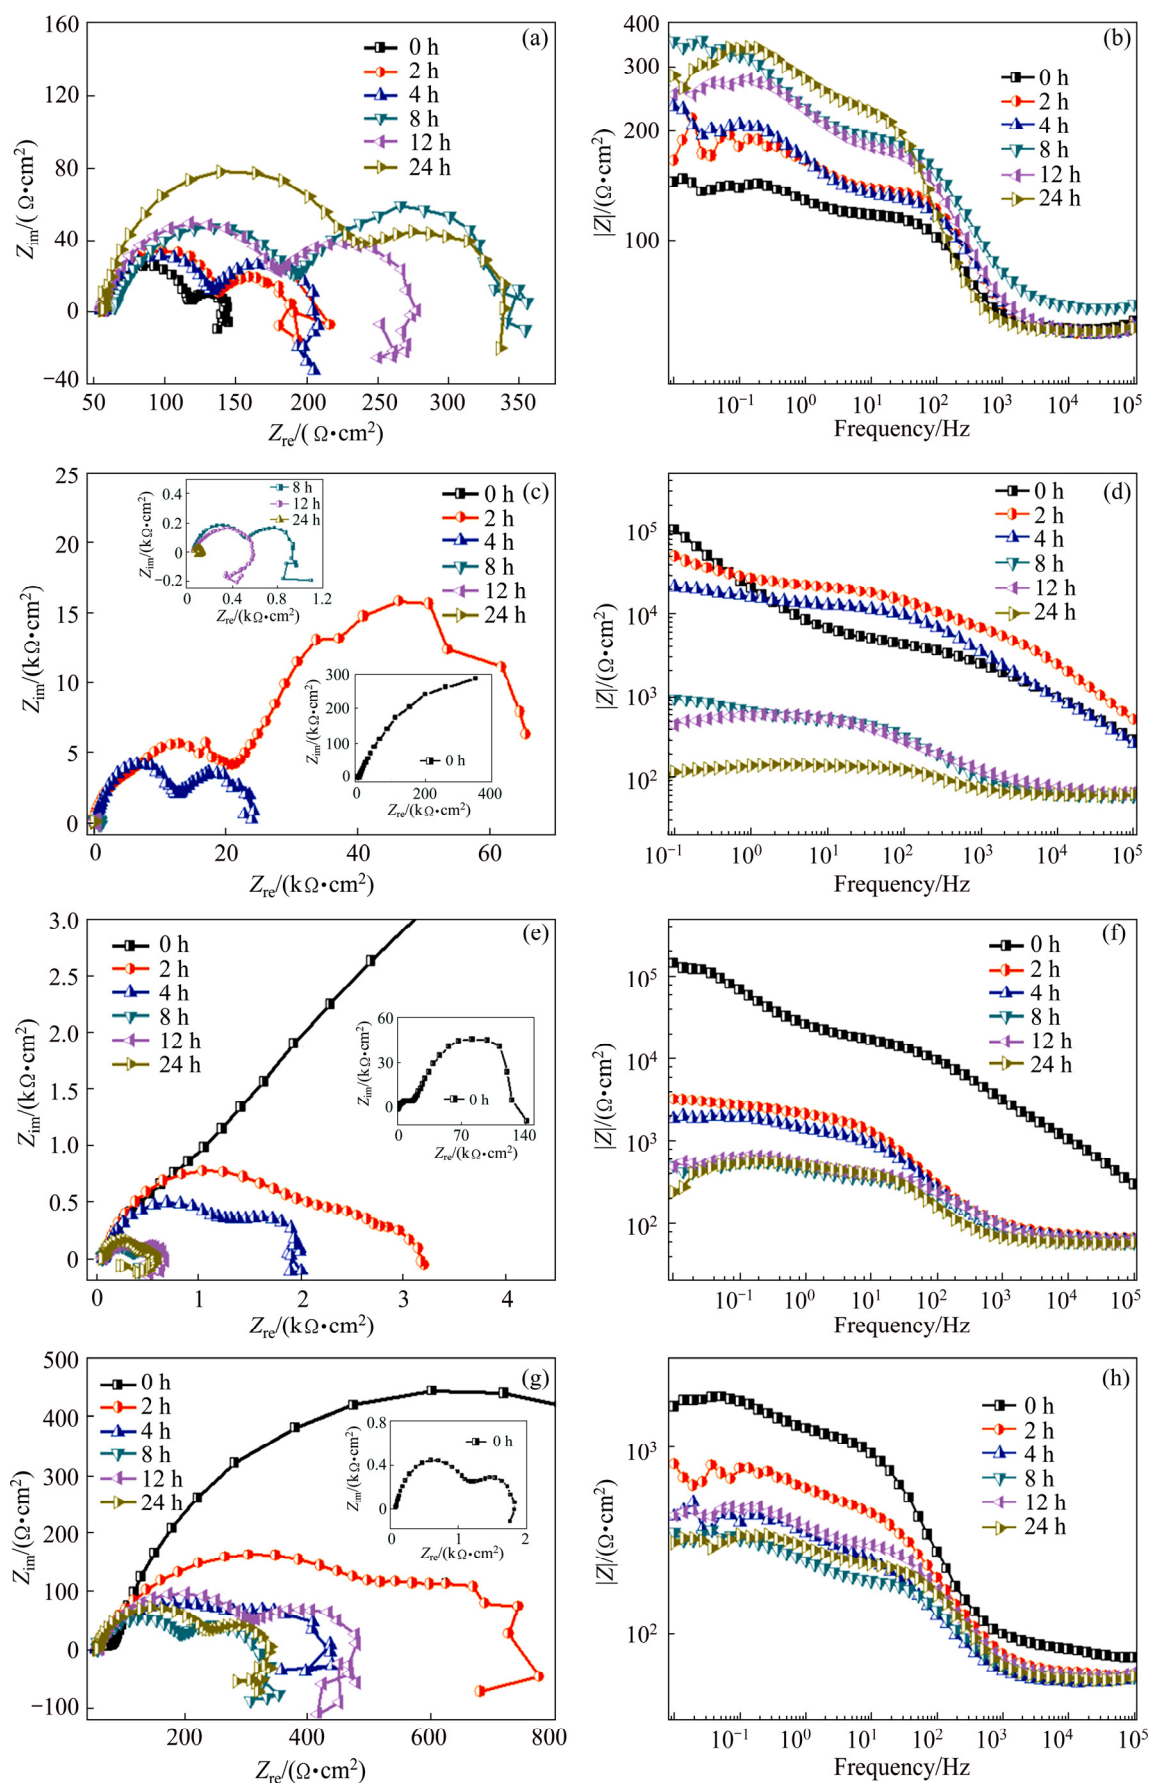 (a)
160
120
80
40
0
−40
Zim/(Ω•cm2)
0 h
2 h
4 h
8 h
12 h
24 h
50 100 150 200 250 300 350
Zre/(Ω•cm2)
(b)
400
300
200
100
|Z|/(Ω•cm2)
0 h
2 h
4 h
8 h
12 h
24 h
10−1 100 101 102 103 104 105
Frequency/Hz
(c)
25
20
15
10
5
0
Zim/(kΩ•cm2)
0 h
2 h
4 h
8 h
12 h
24 h
0.4
0.2
0
−0.2
Zim/(kΩ•cm2)
8 h
12 h
24 h
0 0.4 0.8 1.2
Zre/(kΩ•cm2)
300
200
100
0
Zim/(kΩ•cm2)
0 h
0 200 400
Zre/(kΩ•cm2)
0 20 40 60
Zre/(kΩ•cm2)
(d)
105
104
103
102
|Z|/(Ω•cm2)
0 h
2 h
4 h
8 h
12 h
24 h
10−1 100 101 102 103 104 105
Frequency/Hz
(e)
3.0
2.5
2.0
1.5
1.0
0.5
0
Zim/(kΩ•cm2)
0 h
2 h
4 h
8 h
12 h
24 h
60
30
0
Zim/(kΩ•cm2)
0 h
0 70 140
Zre/(kΩ•cm2)
0 1 2 3 4
Zre/(kΩ•cm2)
(f)
105
104
103
102
|Z|/(Ω•cm2)
0 h
2 h
4 h
8 h
12 h
24 h
10−1 100 101 102 103 104 105
Frequency/Hz
(g)
500
400
300
200
100
0
−100
Zim/(Ω•cm2)
0 h
2 h
4 h
8 h
12 h
24 h
0.8
0.4
0
Zim/(kΩ•cm2)
0 h
0 1 2
Zre/(kΩ•cm2)
200 400 600 800
Zre/(Ω•cm2)
(h)
103
102
|Z|/(Ω•cm2)
0 h
2 h
4 h
8 h
12 h
24 h
10−1 100 101 102 103 104 105
Frequency/Hz